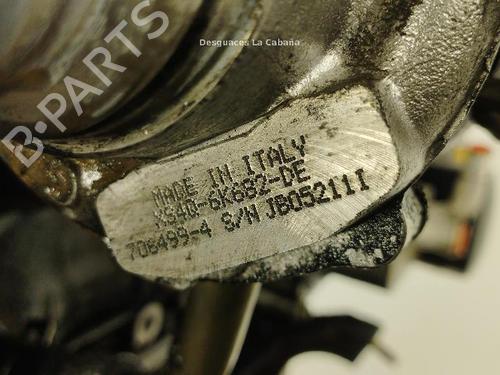 Desguaces La Cabaña
B-PARTS
MADE IN ITALY
XS4Q-6K682-DE
706499-4 S/W JB05211I